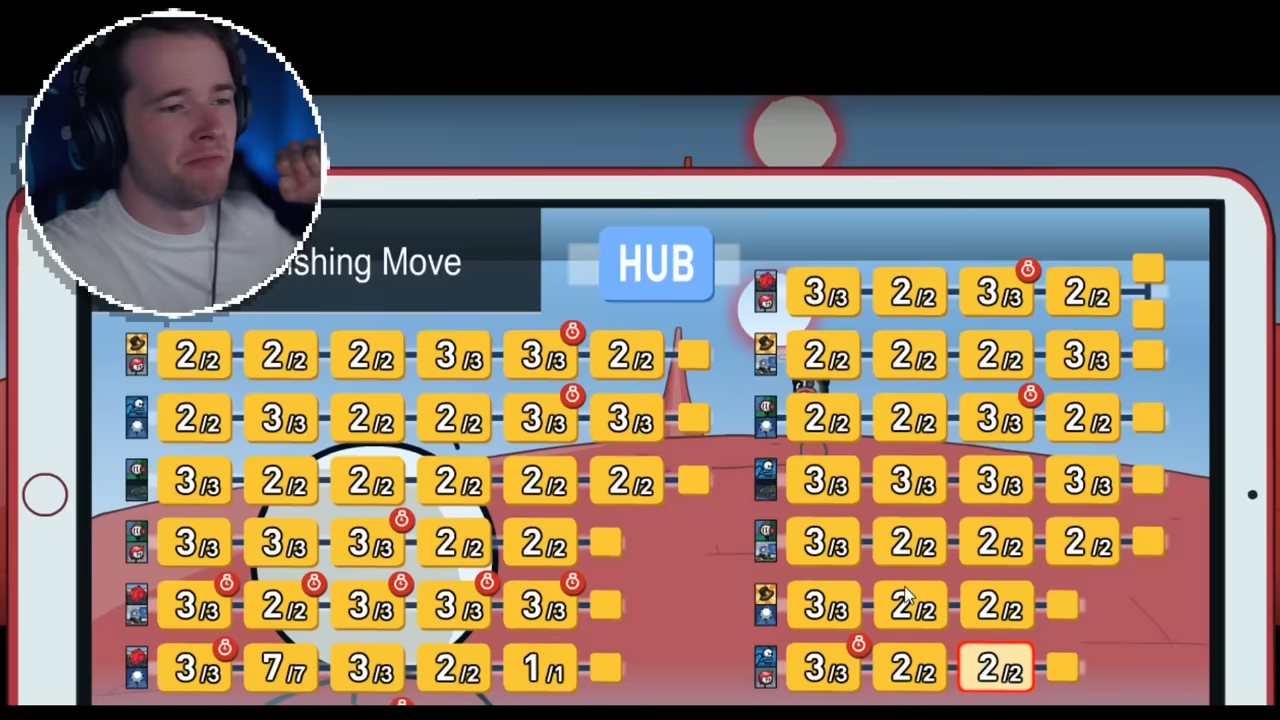 ishing Move
HUB
2/2 2/2 2/2 3/3 3/3 2/2
2/2 3/3 2/2 2/2 3/3 3/3
3/3 2/2 2/2 2/2 2/2 2/2
3/3 3/3 3/3 2/2 2/2
3/3 2/2 3/3 3/3 3/3
3/3 7/7 3/3 2/2 1/1
3/3 2/2 3/3 2/2
2/2 2/2 2/2 3/3
2/2 2/2 3/3 2/2
3/3 3/3 3/3 3/3
3/3 2/2 2/2 2/2
3/3 2/2 2/2
3/3 2/2 2/2